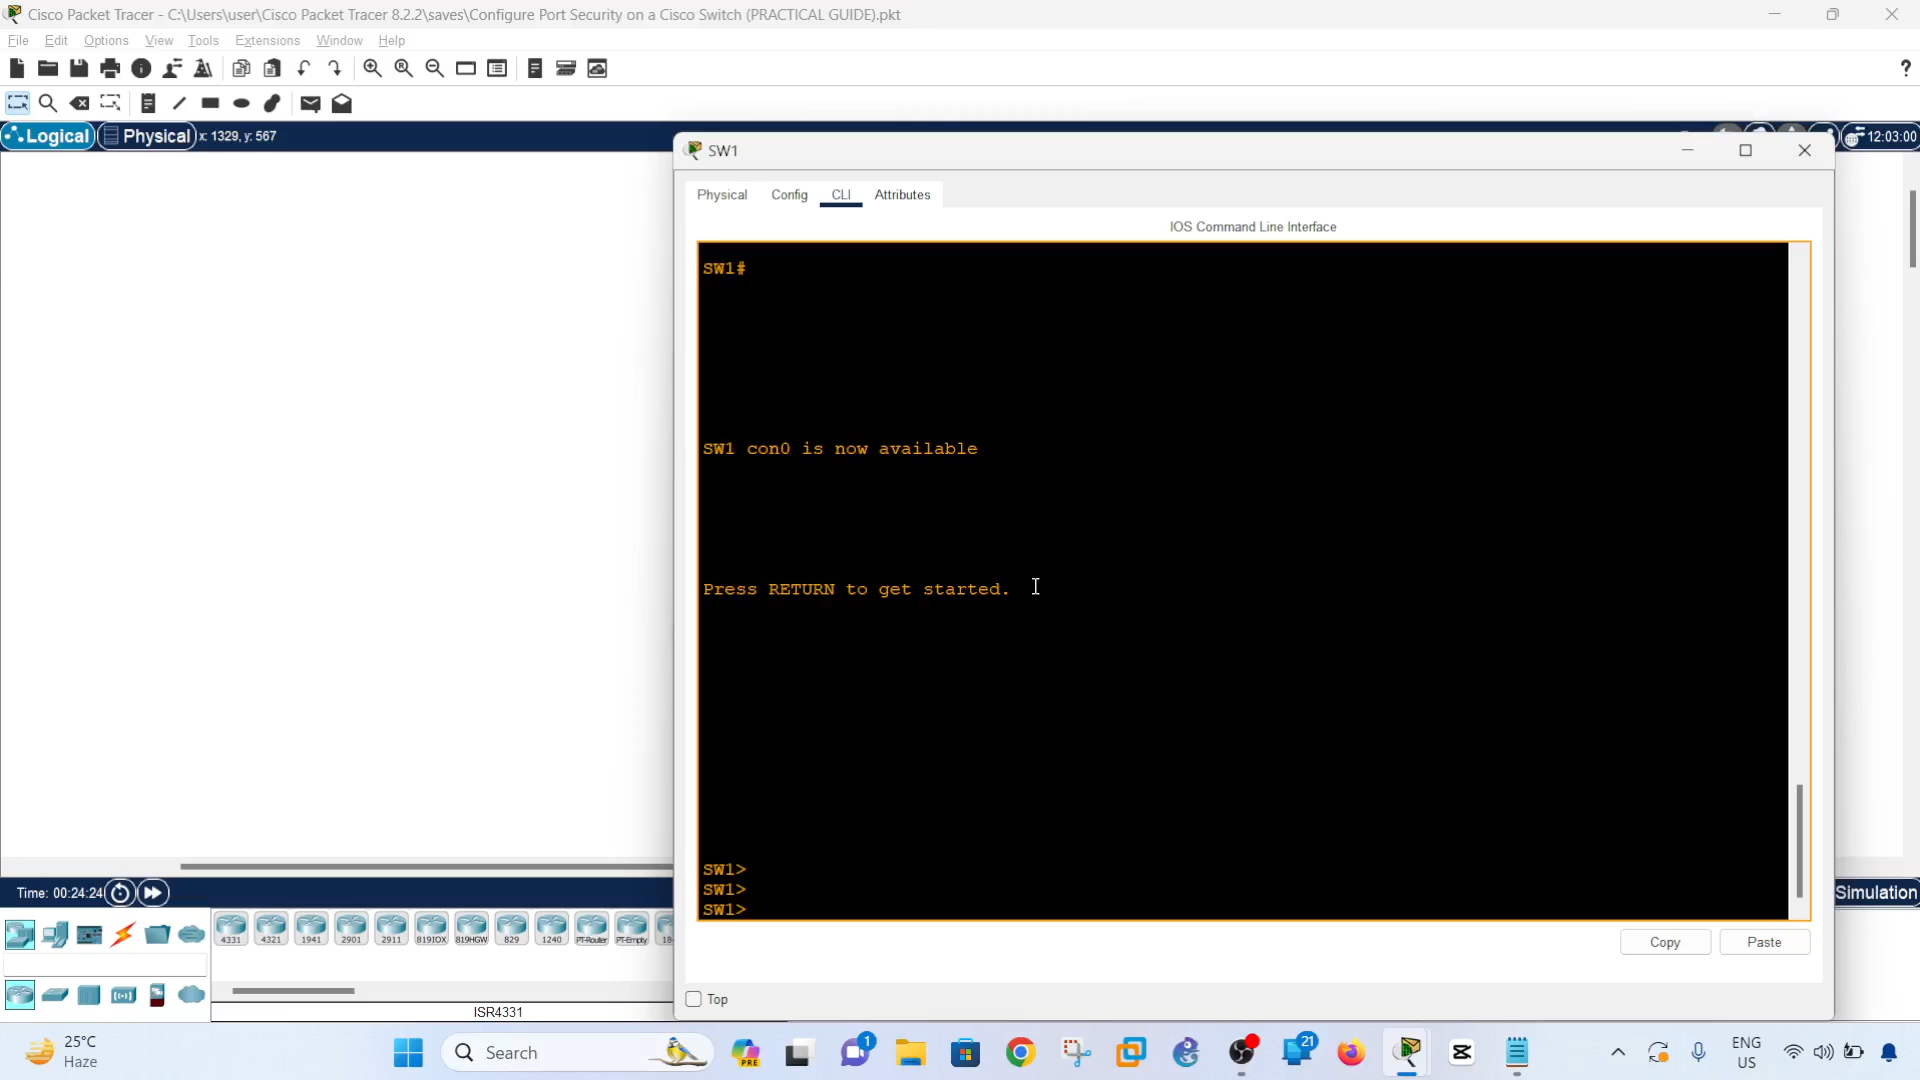 Cisco Packet Tracer - C:\Users\user\Cisco Packet Tracer 8.2.2\saves\Configure Port Security on a Cisco Switch (PRACTICAL GUIDE).pkt
File Edit Options View Tools Extensions Window Help
?
Logical Physical x: 1329, y: 567
12:03:00
SW1
Physical Config CLI Attributes
IOS Command Line Interface
SW1#
SW1 con0 is now available
Press RETURN to get started.
SW1>
SW1>
SW1>
Copy Paste
Top
Time: 00:24:24
Simulation
4331 4321 1941 2901 2911 819IOX 819HGW 829 1240 PT-Router PT-Empty 18
ISR4331
25°C
Haze
Search
PRE
1
21
ENG
US